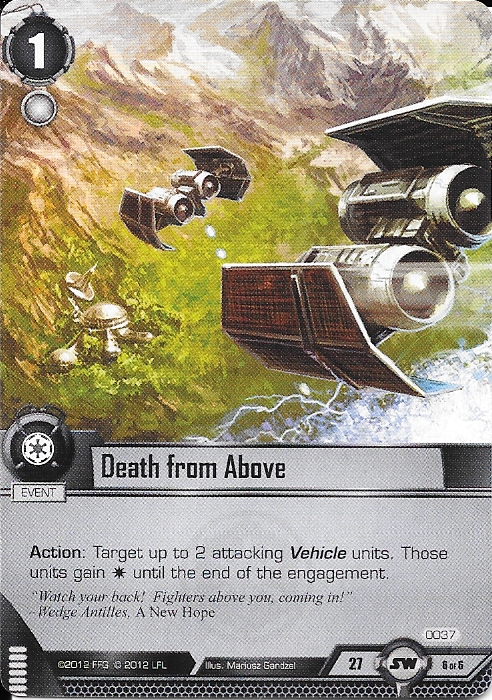 1
Death from Above
EVENT
Action: Target up to 2 attacking Vehicle units. Those
units gain ✷ until the end of the engagement.
“Watch your back! Fighters above you, coming in!”
–Wedge Antilles, A New Hope
0037
©2012 FFG © 2012 LFL
Illus. Mariusz Gandzel
27
SW
6 of 6